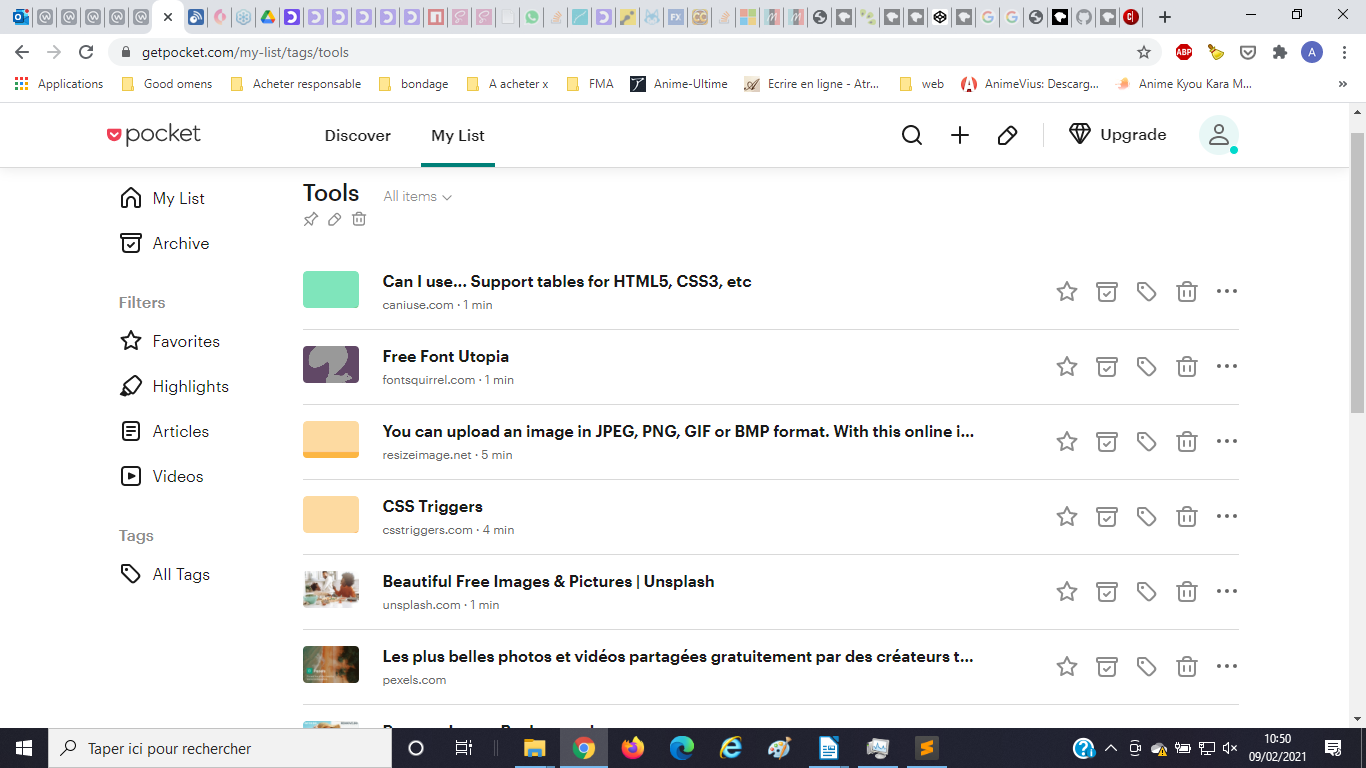 getpocket.com/my-list/tags/tools
ABP
A
Applications
Good omens
Acheter responsable
bondage
A acheter x
FMA
Anime-Ultime
Ecrire en ligne - Atr...
web
AnimeVius: Descarg...
Anime Kyou Kara M...
»
pocket
Discover
My List
Upgrade
My List
Archive
Filters
Favorites
Highlights
Articles
Videos
Tags
All Tags
Tools
All items
Can I use... Support tables for HTML5, CSS3, etc
caniuse.com · 1 min
Free Font Utopia
fontsquirrel.com · 1 min
You can upload an image in JPEG, PNG, GIF or BMP format. With this online i...
resizeimage.net · 5 min
CSS Triggers
csstriggers.com · 4 min
Beautiful Free Images & Pictures | Unsplash
unsplash.com · 1 min
Les plus belles photos et vidéos partagées gratuitement par des créateurs t...
pexels.com
Taper ici pour rechercher
10:50
09/02/2021